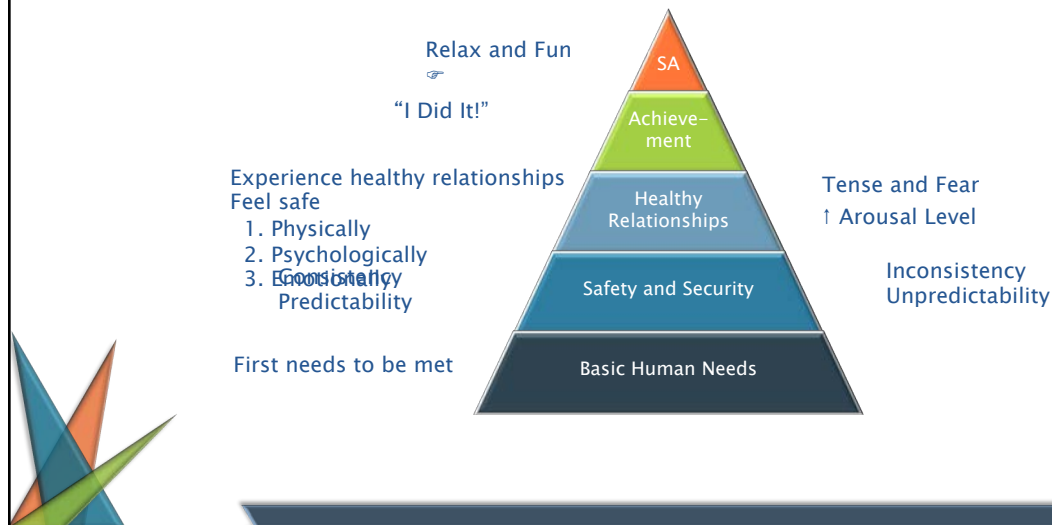 Relax and Fun
☞
“I Did It!”
Experience healthy relationships
Feel safe
1. Physically
2. Psychologically
3. Emotionally
Consistency
Predictability
First needs to be met
SA
Achieve-
ment
Healthy
Relationships
Safety and Security
Basic Human Needs
Tense and Fear
↑ Arousal Level
Inconsistency
Unpredictability